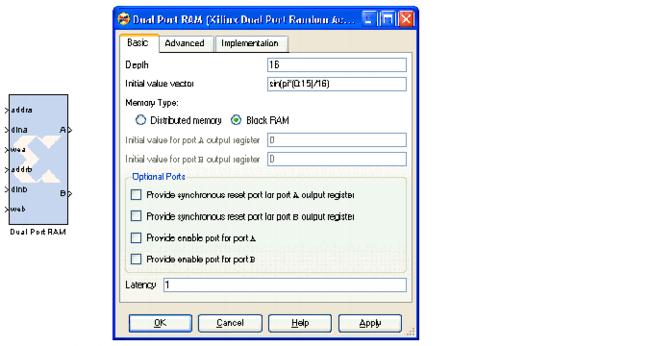 Dual Port RAM (Xilinx Dual Port Random Ac...
Basic Advanced Implementation
Depth 16
Initial value vector sin(pi*(0:15)/16)
Memory Type:
Distributed memory Block RAM
Initial value for port A output register 0
Initial value for port B output register 0
Optional Ports
Provide synchronous reset port for port A output register
Provide synchronous reset port for port B output register
Provide enable port for port A
Provide enable port for port B
Latency 1
OK Cancel Help Apply
addra
dina A
wea
addrb
dinb B
web
Dual Port RAM